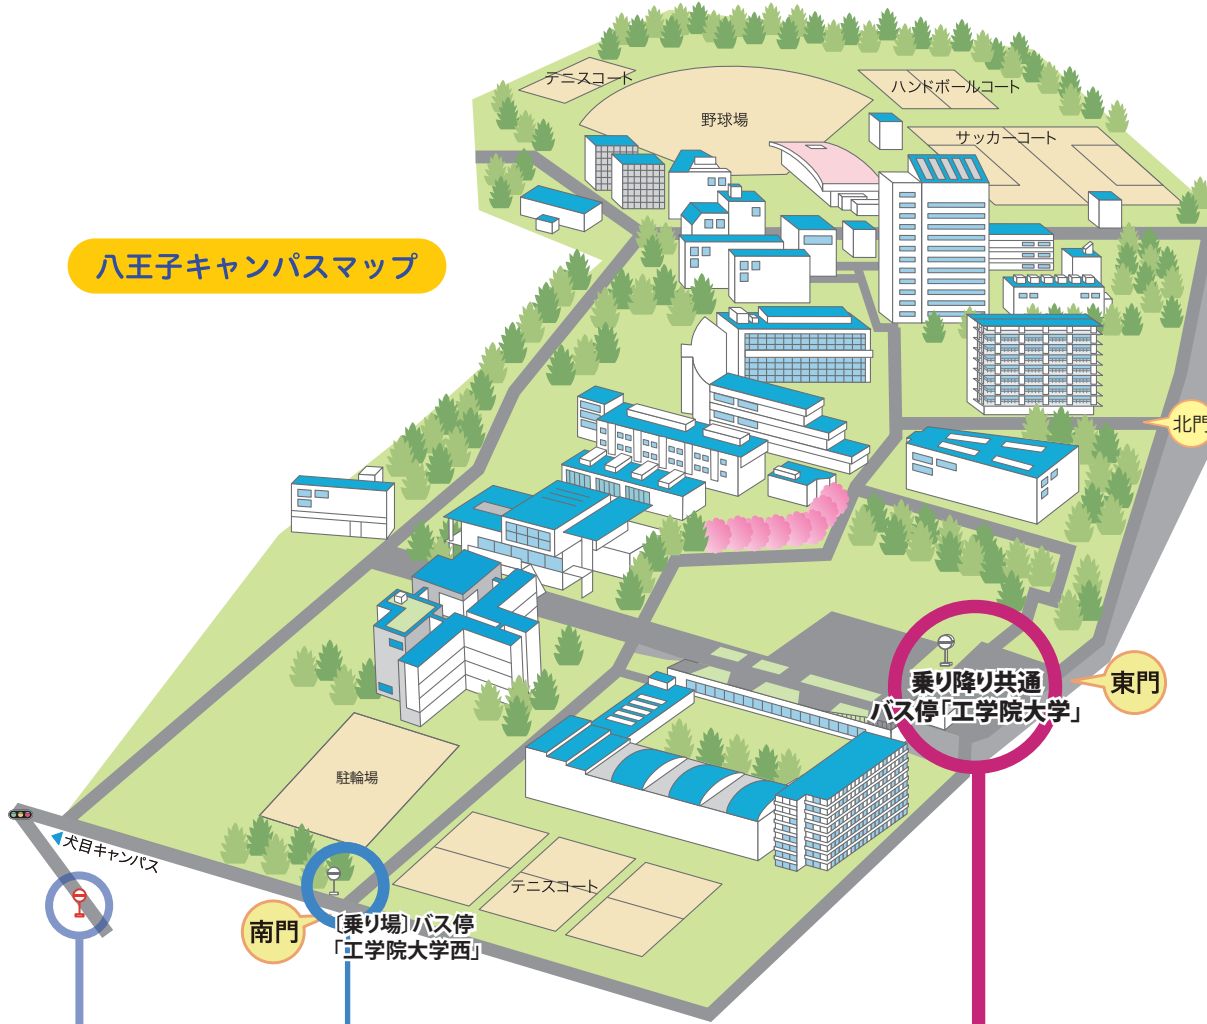 テニスコート
ハンドボールコート
野球場
サッカーコート
八王子キャンパスマップ
北門
乗り降り共通
バス停「工学院大学」
東門
駐輪場
犬目キャンパス
テニスコート
南門
〔乗り場〕バス停
「工学院大学西」